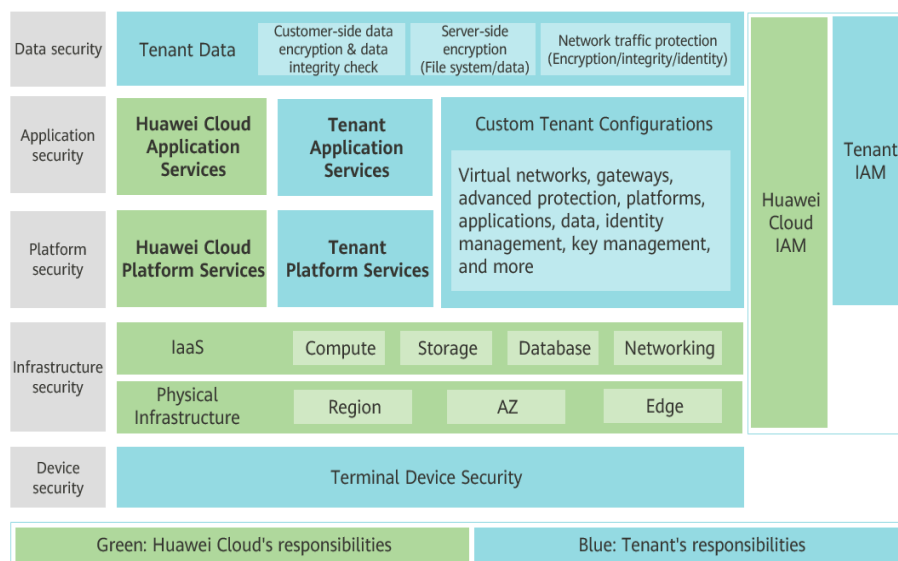 Data security
Tenant Data
Customer-side data
encryption & data
integrity check
Server-side
encryption
(File system/data)
Network traffic protection
(Encryption/integrity/identity)
Application
security
Huawei Cloud
Application
Services
Tenant
Application
Services
Custom Tenant Configurations
Virtual networks, gateways,
advanced protection, platforms,
applications, data, identity
management, key management,
and more
Platform
security
Huawei Cloud
Platform Services
Tenant
Platform Services
Huawei
Cloud
IAM
Tenant
IAM
Infrastructure
security
IaaS
Compute
Storage
Database
Networking
Physical
Infrastructure
Region
AZ
Edge
Device
security
Terminal Device Security
Green: Huawei Cloud's responsibilities
Blue: Tenant's responsibilities